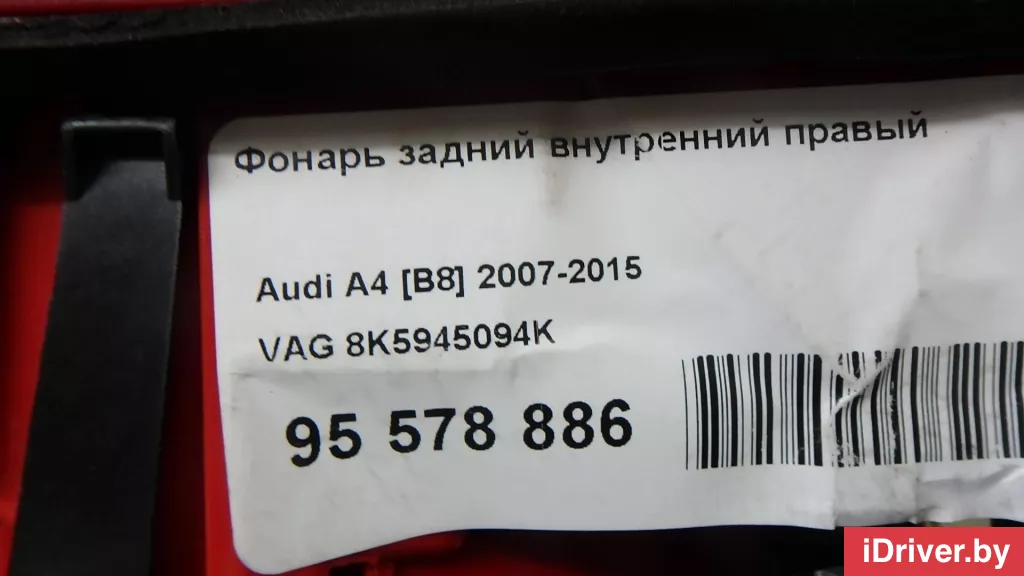 Фонарь задний внутренний правый
Audi A4 [B8] 2007-2015
VAG 8K5945094K
95 578 886
iDriver.by